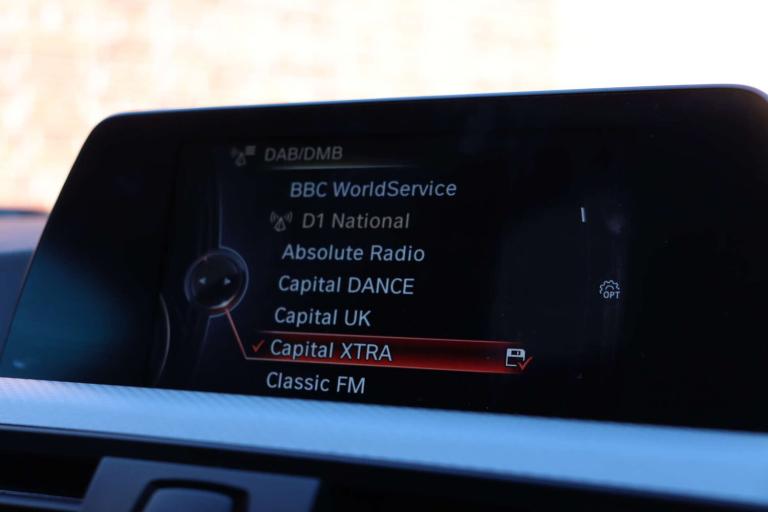 DAB/DMB
BBC WorldService
D1 National
Absolute Radio
Capital DANCE
OPT
Capital UK
Capital XTRA
Classic FM